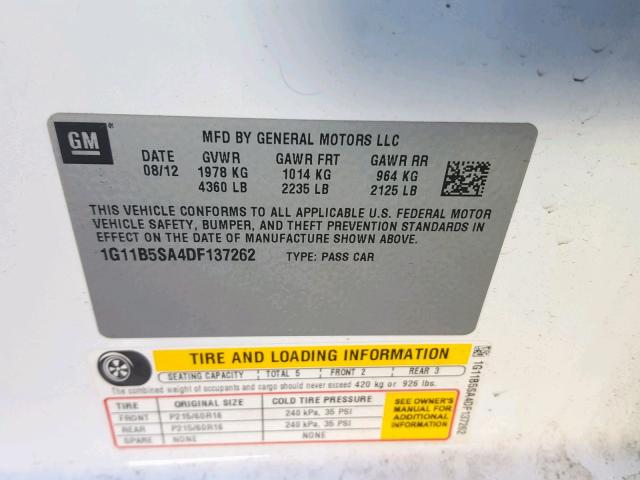 GM
MFD BY GENERAL MOTORS LLC
DATE GVWR GAWR FRT GAWR RR
08/12 1978 KG 1014 KG 964 KG
4360 LB 2235 LB 2125 LB
THIS VEHICLE CONFORMS TO ALL APPLICABLE U.S. FEDERAL MOTOR
VEHICLE SAFETY, BUMPER, AND THEFT PREVENTION STANDARDS IN
EFFECT ON THE DATE OF MANUFACTURE SHOWN ABOVE.
1G11B5SA4DF137262 TYPE: PASS CAR
TIRE AND LOADING INFORMATION
SEATING CAPACITY TOTAL 5 FRONT 2 REAR 3
The combined weight of occupants and cargo should never exceed 420 kg or 926 lbs.
TIRE ORIGINAL SIZE COLD TIRE PRESSURE
FRONT P215/60R16 240 kPa, 35 PSI
REAR P215/60R16 240 kPa, 35 PSI
SPARE NONE NONE
SEE OWNER'S
MANUAL FOR
ADDITIONAL
INFORMATION
1G11B5SA4DF137262